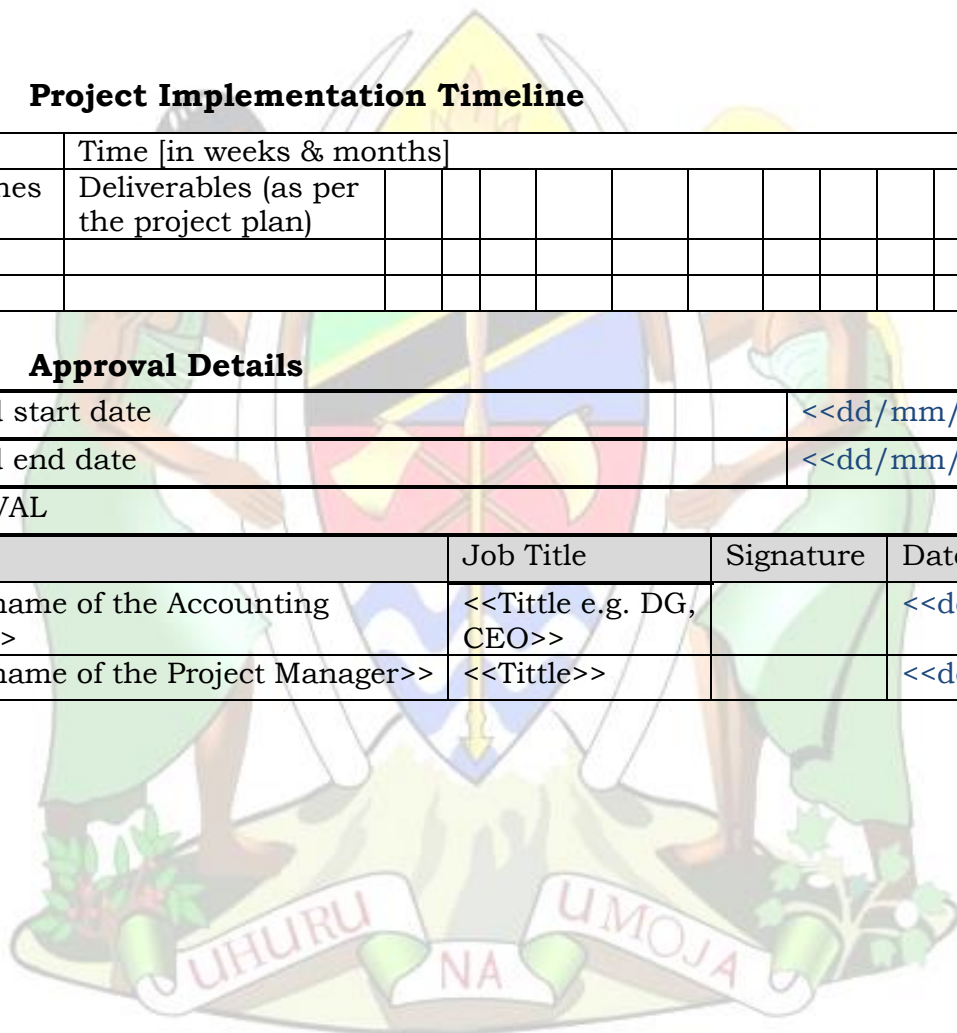 Project Implementation Timeline
Time [in weeks & months]
nes Deliverables (as per
the project plan)
Approval Details
d start date <<dd/mm/
d end date <<dd/mm/
VAL
Job Title Signature Date
name of the Accounting <<Tittle e.g. DG, <<d
>> CEO>>
name of the Project Manager>> <<Tittle>> <<d
UHURU NA UMOJA